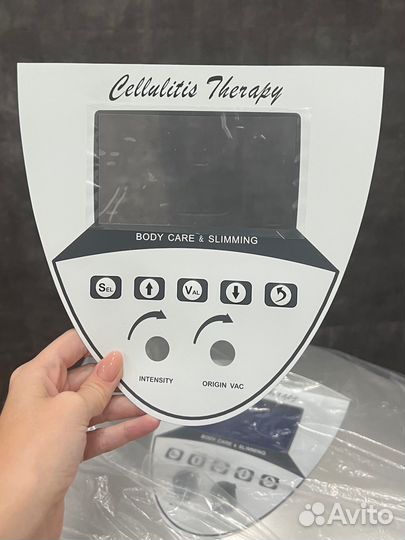 Cellulitis Therapy
BODY CARE & SLIMMING
SEL VAL
INTENSITY ORIGIN VAC
BODY CARE & SLIMMING
Avito